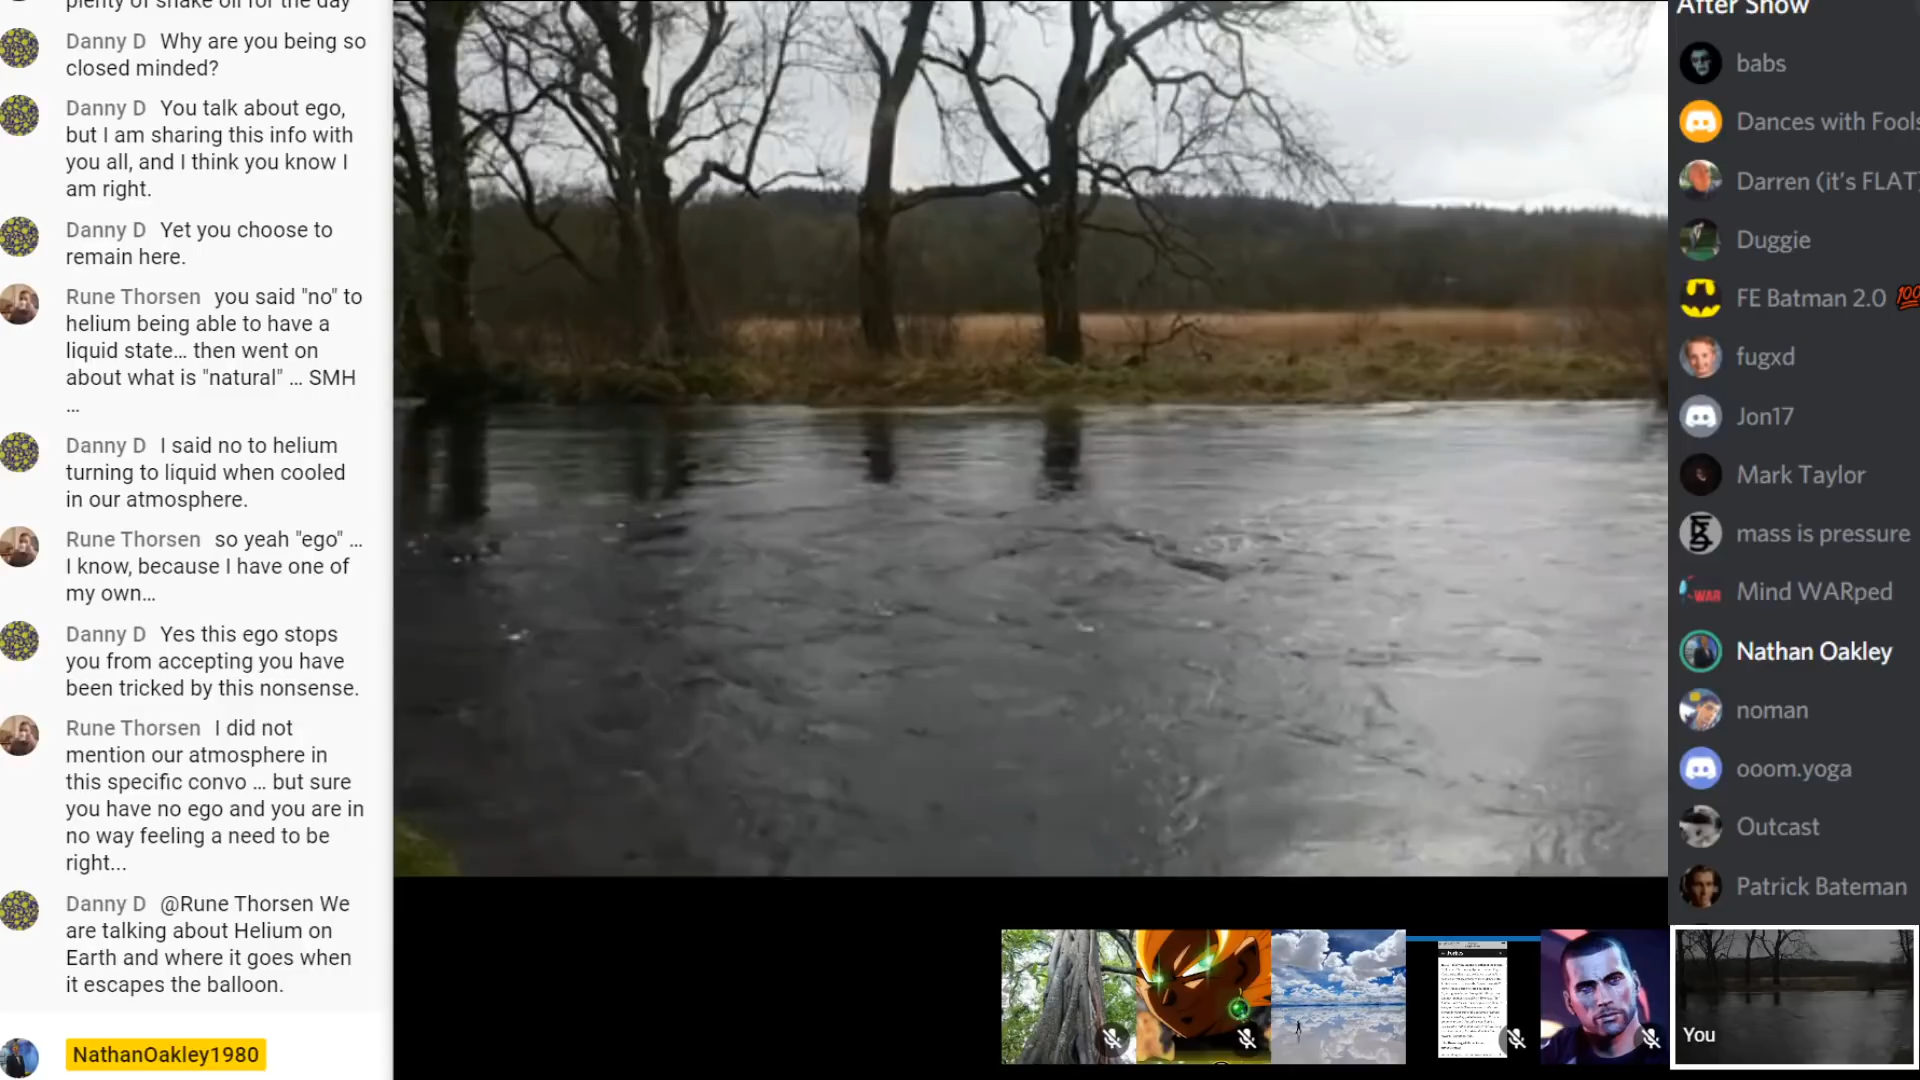 plenty of snake oil for the day
Danny D Why are you being so
closed minded?
Danny D You talk about ego,
but I am sharing this info with
you all, and I think you know I
am right.
Danny D Yet you choose to
remain here.
Rune Thorsen you said "no" to
helium being able to have a
liquid state... then went on
about what is "natural" ... SMH
...
Danny D I said no to helium
turning to liquid when cooled
in our atmosphere.
Rune Thorsen so yeah "ego" ...
I know, because I have one of
my own...
Danny D Yes this ego stops
you from accepting you have
been tricked by this nonsense.
Rune Thorsen I did not
mention our atmosphere in
this specific convo ... but sure
you have no ego and you are in
no way feeling a need to be
right...
Danny D @Rune Thorsen We
are talking about Helium on
Earth and where it goes when
it escapes the balloon.
NathanOakley1980
After Show
babs
Dances with Fools
Darren (it's FLAT)
Duggie
FE Batman 2.0 💯
fugxd
Jon17
Mark Taylor
mass is pressure
Mind WARped
WAR
Nathan Oakley
noman
ooom.yoga
Outcast
Patrick Bateman
You